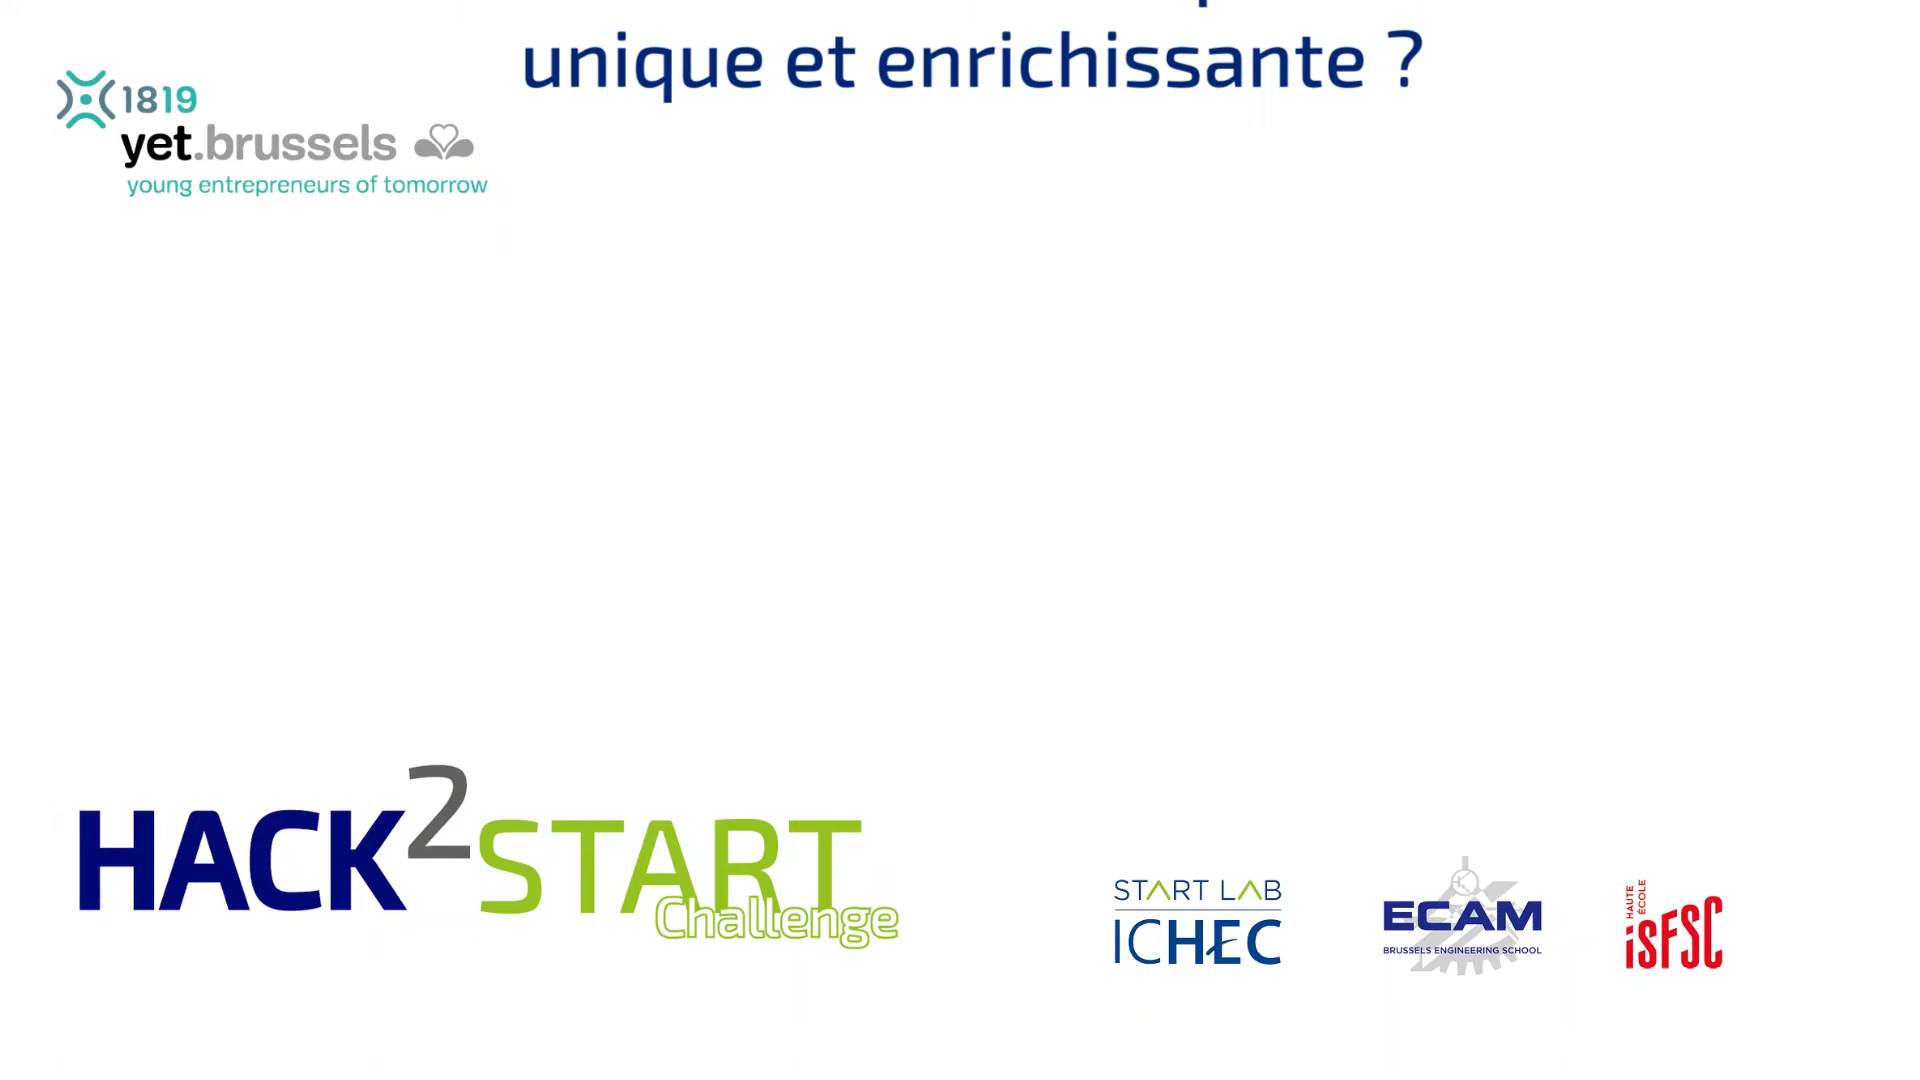 unique et enrichissante ?
1819
yet.brussels
young entrepreneurs of tomorrow
HACK2START
Challenge
START LAB
ICHEC
ECAM
BRUSSELS ENGINEERING SCHOOL
HAUTE
ÉCOLE
iSFSC